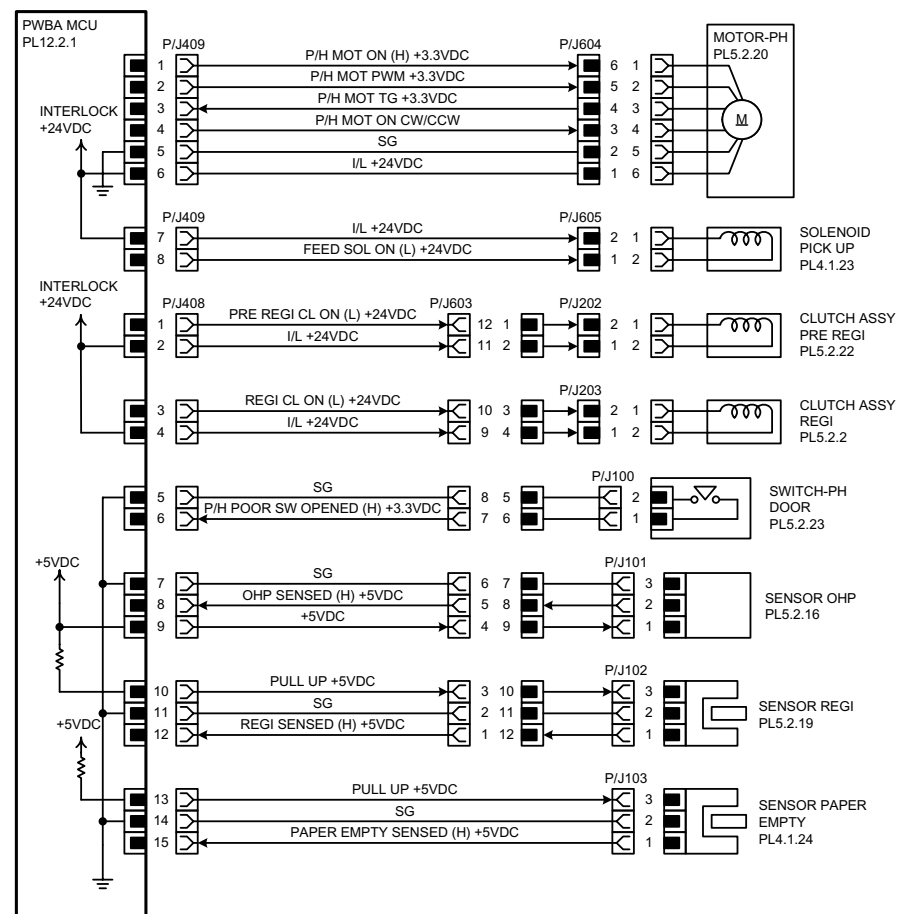 PWBA MCU
PL12.2.1
P/J409
P/J604
MOTOR-PH
PL5.2.20
1 P/H MOT ON (H) +3.3VDC 6 1
2 P/H MOT PWM +3.3VDC 5 2
3 P/H MOT TG +3.3VDC 4 3
INTERLOCK
+24VDC
4 P/H MOT ON CW/CCW 3 4
M
5 SG 2 5
6 I/L +24VDC 1 6
P/J409
P/J605
7 I/L +24VDC 2 1
8 FEED SOL ON (L) +24VDC 1 2
SOLENOID
PICK UP
PL4.1.23
INTERLOCK
+24VDC
P/J408
P/J603
P/J202
1 PRE REGI CL ON (L) +24VDC 12 1 2 1
2 I/L +24VDC 11 2 1 2
CLUTCH ASSY
PRE REGI
PL5.2.22
P/J203
3 REGI CL ON (L) +24VDC 10 3 2 1
4 I/L +24VDC 9 4 1 2
CLUTCH ASSY
REGI
PL5.2.2
P/J100
5 SG 8 5 2
6 P/H POOR SW OPENED (H) +3.3VDC 7 6 1
SWITCH-PH
DOOR
PL5.2.23
+5VDC
P/J101
7 SG 6 7 3
8 OHP SENSED (H) +5VDC 5 8 2
9 +5VDC 4 9 1
SENSOR OHP
PL5.2.16
P/J102
10 PULL UP +5VDC 3 10 3
11 SG 2 11 2
12 REGI SENSED (H) +5VDC 1 12 1
SENSOR REGI
PL5.2.19
+5VDC
P/J103
13 PULL UP +5VDC 3
14 SG 2
15 PAPER EMPTY SENSED (H) +5VDC 1
SENSOR PAPER
EMPTY
PL4.1.24